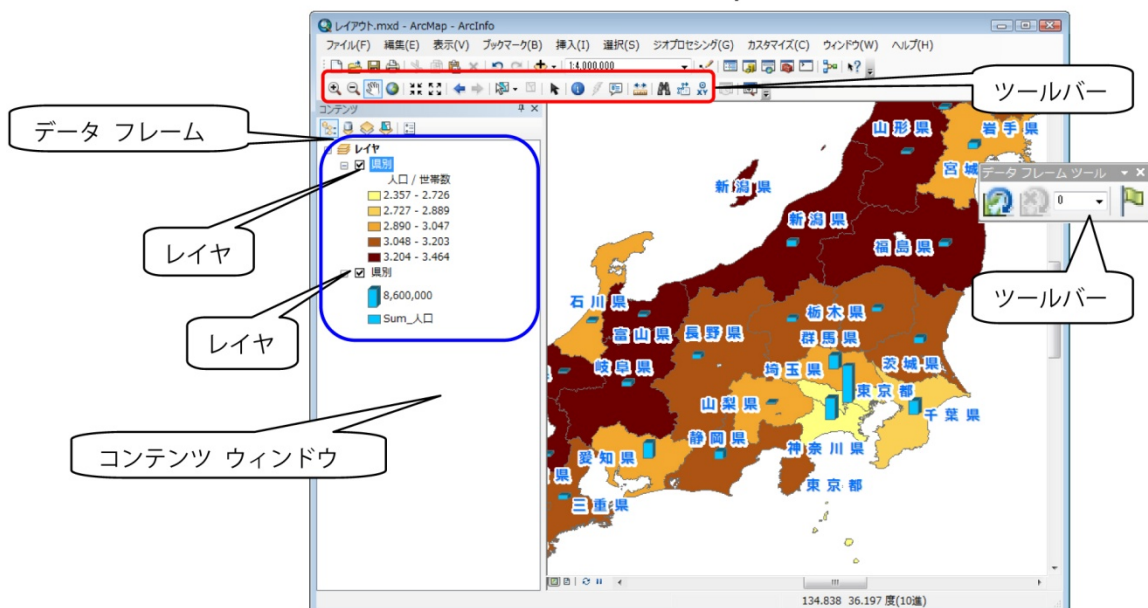 レイアウト.mxd - ArcMap - ArcInfo
ファイル(F) 編集(E) 表示(V) ブックマーク(B) 挿入(I) 選択(S) ジオプロセシング(G) カスタマイズ(C) ウィンドウ(W) ヘルプ(H)
1:4,000,000
ツールバー
コンテンツ
データ フレーム
レイヤ
県別
人口 / 世帯数
2.357 - 2.726
2.727 - 2.889
2.890 - 3.047
3.048 - 3.203
3.204 - 3.464
県別
8,600,000
Sum_人口
レイヤ
レイヤ
コンテンツ ウィンドウ
山形県
岩手県
宮城
データ フレーム ツール
0
ツールバー
新潟県
新潟県
福島県
石川県
栃木県
富山県
長野県
群馬県
岐阜県
埼玉県
茨城県
東京都
山梨県
千葉県
静岡県
神奈川県
愛知県
県
東京都
三重県
134.838 36.197 度(10進)